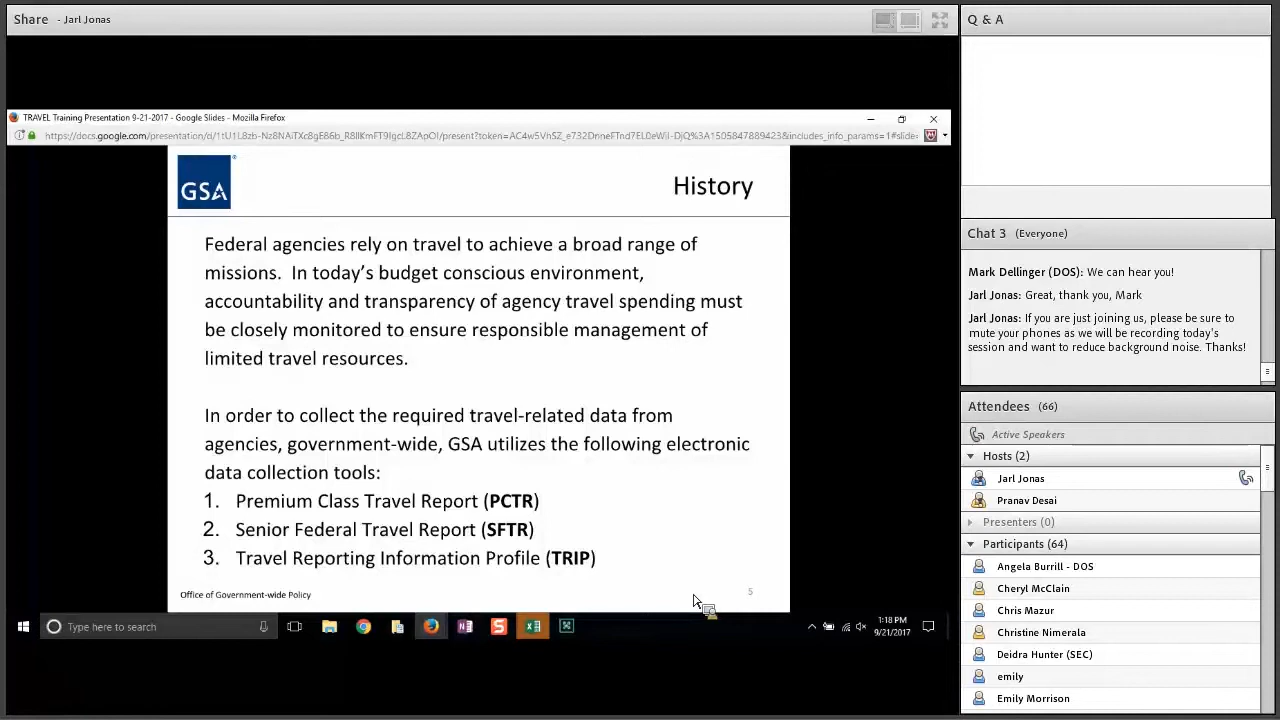 Share - Jarl Jonas
TRAVEL Training Presentation 9-21-2017 - Google Slides - Mozilla Firefox
GSA
History
Federal agencies rely on travel to achieve a broad range of
missions. In today's budget conscious environment,
accountability and transparency of agency travel spending must
be closely monitored to ensure responsible management of
limited travel resources.
In order to collect the required travel-related data from
agencies, government-wide, GSA utilizes the following electronic
data collection tools:
1. Premium Class Travel Report (PCTR)
2. Senior Federal Travel Report (SFTR)
3. Travel Reporting Information Profile (TRIP)
Office of Government-wide Policy
5
Type here to search
1:18 PM
9/21/2017
Q & A
Chat 3 (Everyone)
Mark Dellinger (DOS): We can hear you!
Jarl Jonas: Great, thank you, Mark
Jarl Jonas: If you are just joining us, please be sure to
mute your phones as we will be recording today's
session and want to reduce background noise. Thanks!
Attendees (66)
Active Speakers
Hosts (2)
Jarl Jonas
Pranav Desai
Presenters (0)
Participants (64)
Angela Burrill - DOS
Cheryl McClain
Chris Mazur
Christine Nimerala
Deidra Hunter (SEC)
emily
Emily Morrison